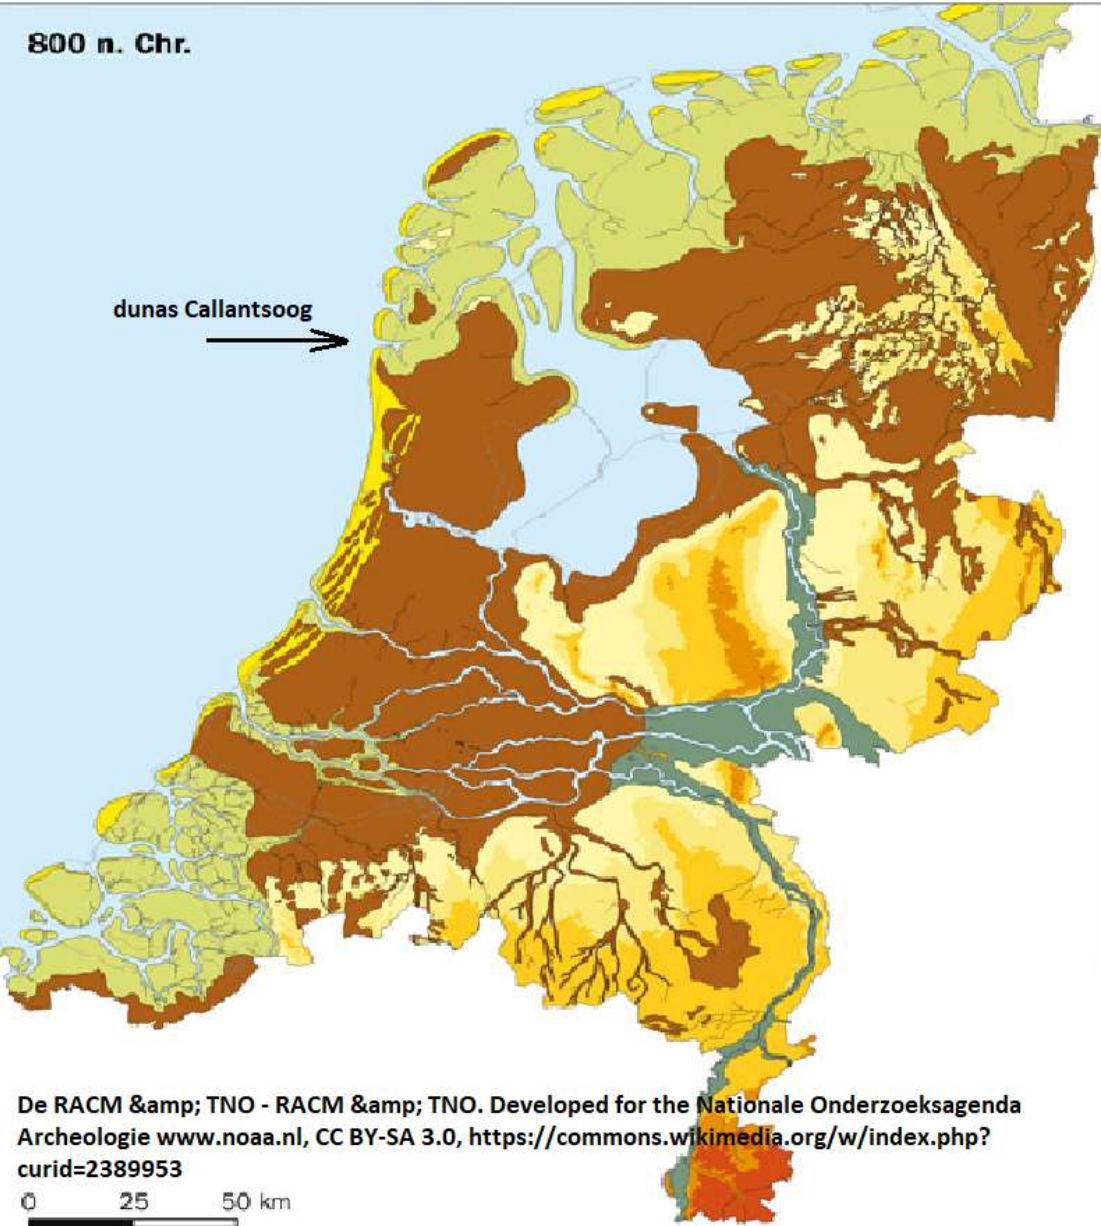 800 n. Chr.
dunas Callantsoog
De RACM &amp; TNO - RACM &amp; TNO. Developed for the Nationale Onderzoeksagenda
Archeologie www.noaa.nl, CC BY-SA 3.0, https://commons.wikimedia.org/w/index.php?
curid=2389953
0 25 50 km